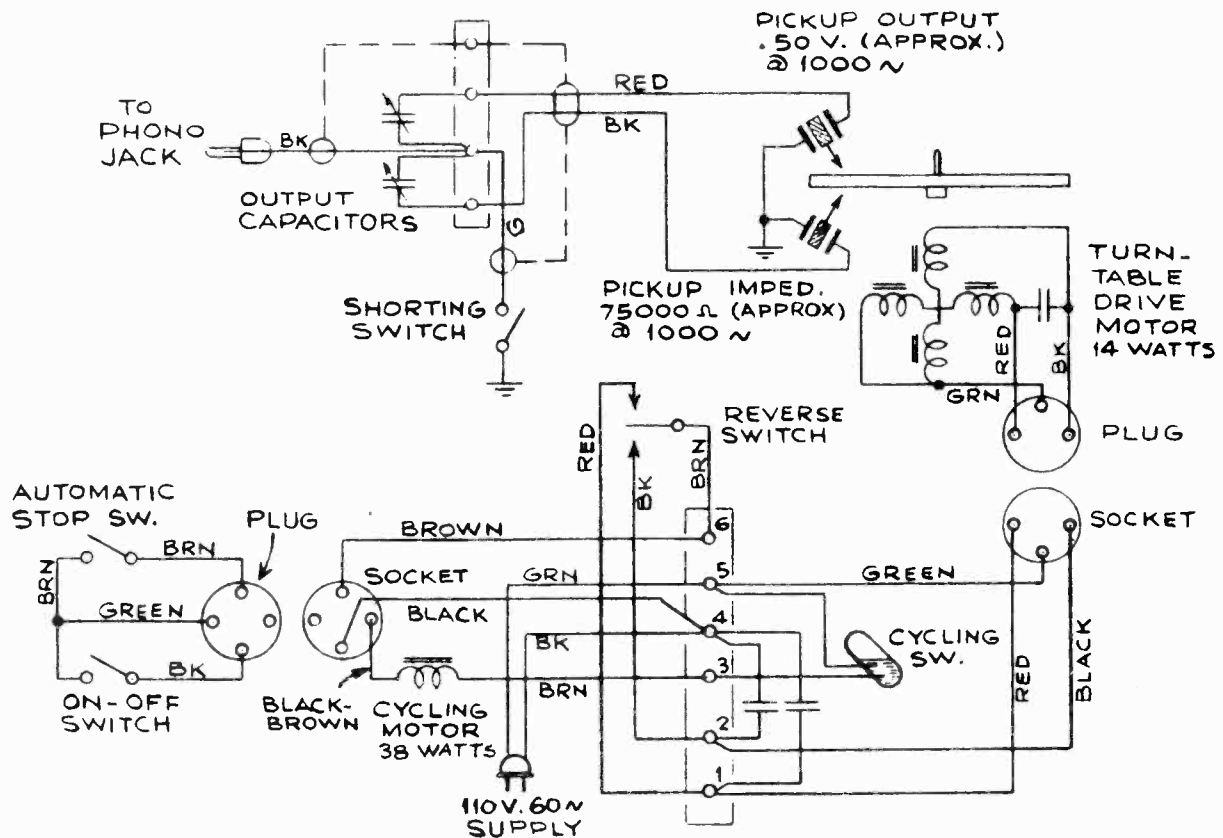 PICKUP OUTPUT
.50 V. (APPROX.)
@ 1000 ~
RED
BK
TO
PHONO
JACK
BK
OUTPUT
CAPACITORS
G
SHORTING
SWITCH
PICKUP IMPED.
75000 Ω (APPROX)
@ 1000 ~
TURN-
TABLE
DRIVE
MOTOR
14 WATTS
RED
BK
GRN
PLUG
REVERSE
SWITCH
RED
BK
BRN
AUTOMATIC
STOP SW.
PLUG
BRN
BRN
GREEN
BK
ON-OFF
SWITCH
BROWN
SOCKET
BLACK
GRN
BK
BRN
BLACK-
BROWN
CYCLING
MOTOR
38 WATTS
110V. 60~
SUPPLY
6
5
4
3
2
1
GREEN
CYCLING
SW.
SOCKET
RED
BLACK